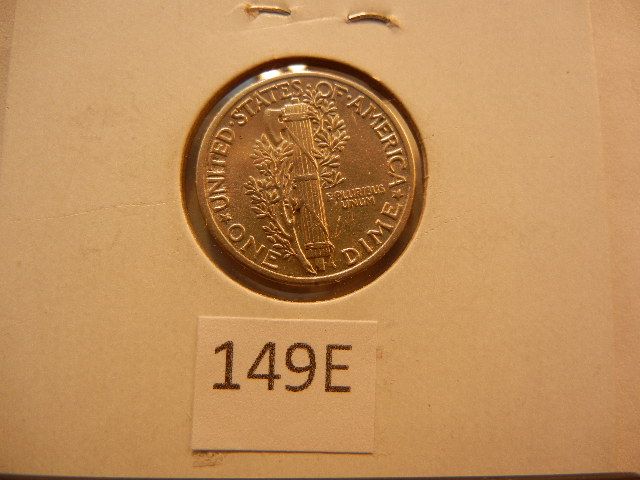 UNITED·STATES·OF·AMERICA
E PLURIBUS
UNUM
ONE DIME
149E